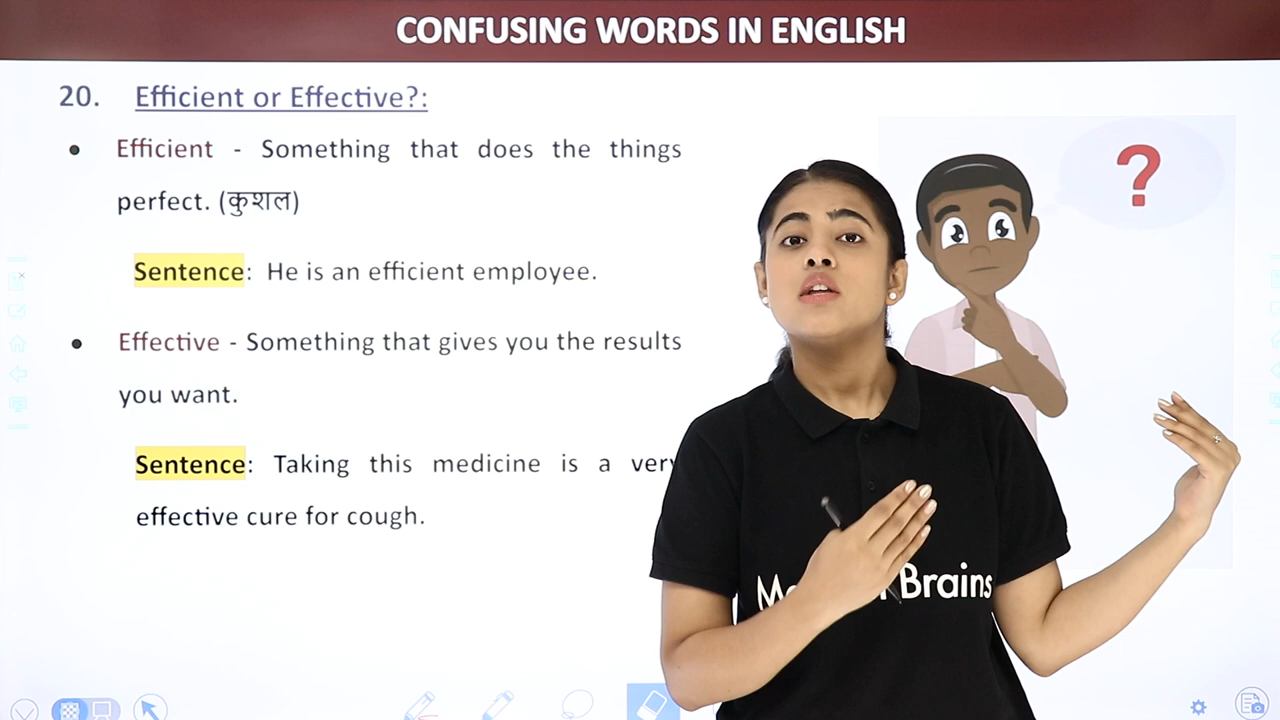 CONFUSING WORDS IN ENGLISH
20. Efficient or Effective?:
• Efficient - Something that does the things
perfect. (कुशल)
Sentence: He is an efficient employee.
• Effective - Something that gives you the results
you want.
Sentence: Taking this medicine is a very
effective cure for cough.
?
Brains